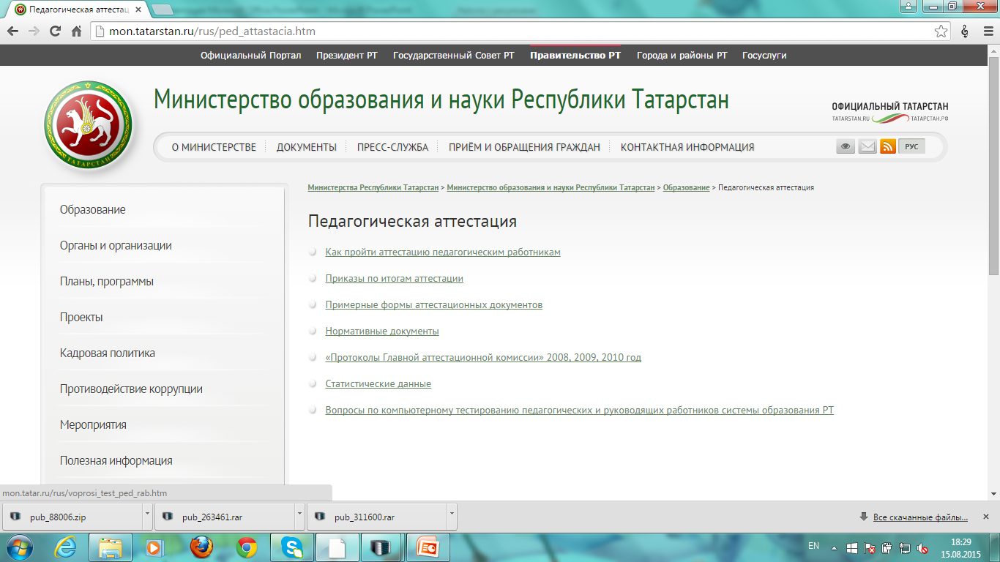 Педагогическая аттестац
mon.tatarstan.ru/rus/ped_attastacia.htm
Официальный Портал Президент РТ Государственный Совет РТ Правительство РТ Города и районы РТ Госуслуги
Министерство образования и науки Республики Татарстан
ОФИЦИАЛЬНЫЙ ТАТАРСТАН
TATARSTAN.RU ТАТАРСТАН.РФ
ТАТАРСТАН
О МИНИСТЕРСТВЕ ДОКУМЕНТЫ ПРЕСС-СЛУЖБА ПРИЁМ И ОБРАЩЕНИЯ ГРАЖДАН КОНТАКТНАЯ ИНФОРМАЦИЯ РУС
Министерства Республики Татарстан > Министерство образования и науки Республики Татарстан > Образование > Педагогическая аттестация
Образование
Органы и организации
Планы, программы
Проекты
Кадровая политика
Противодействие коррупции
Мероприятия
Полезная информация
Педагогическая аттестация
Как пройти аттестацию педагогическим работникам
Приказы по итогам аттестации
Примерные формы аттестационных документов
Нормативные документы
«Протоколы Главной аттестационной комиссии» 2008, 2009, 2010 год
Статистические данные
Вопросы по компьютерному тестированию педагогических и руководящих работников системы образования РТ
mon.tatar.ru/rus/voprosi_test_ped_rab.htm
pub_88006.zip pub_263461.rar pub_311600.rar Все скачанные файлы...
EN 18:29
15.08.2015